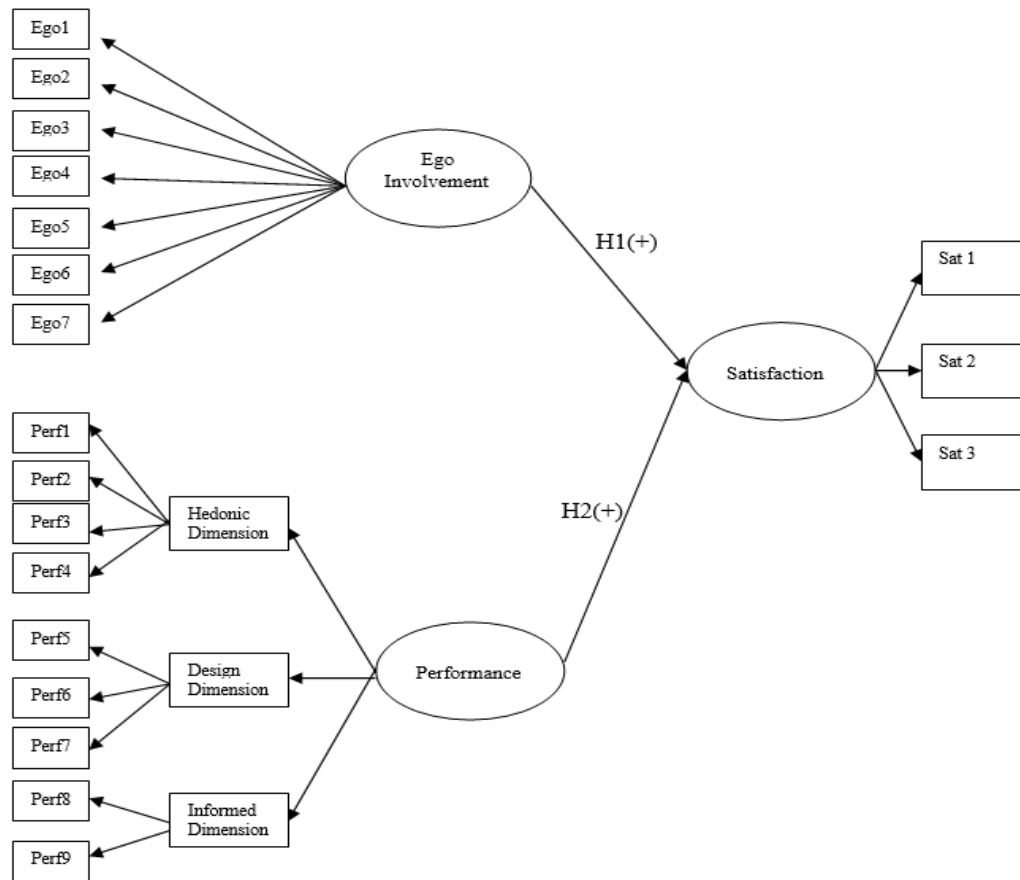 Ego1
Ego2
Ego3
Ego4
Ego5
Ego6
Ego7
Ego
Involvement
H1(+)
Sat 1
Sat 2
Sat 3
Satisfaction
H2(+)
Perf1
Perf2
Perf3
Perf4
Hedonic
Dimension
Perf5
Perf6
Perf7
Design
Dimension
Performance
Perf8
Perf9
Informed
Dimension